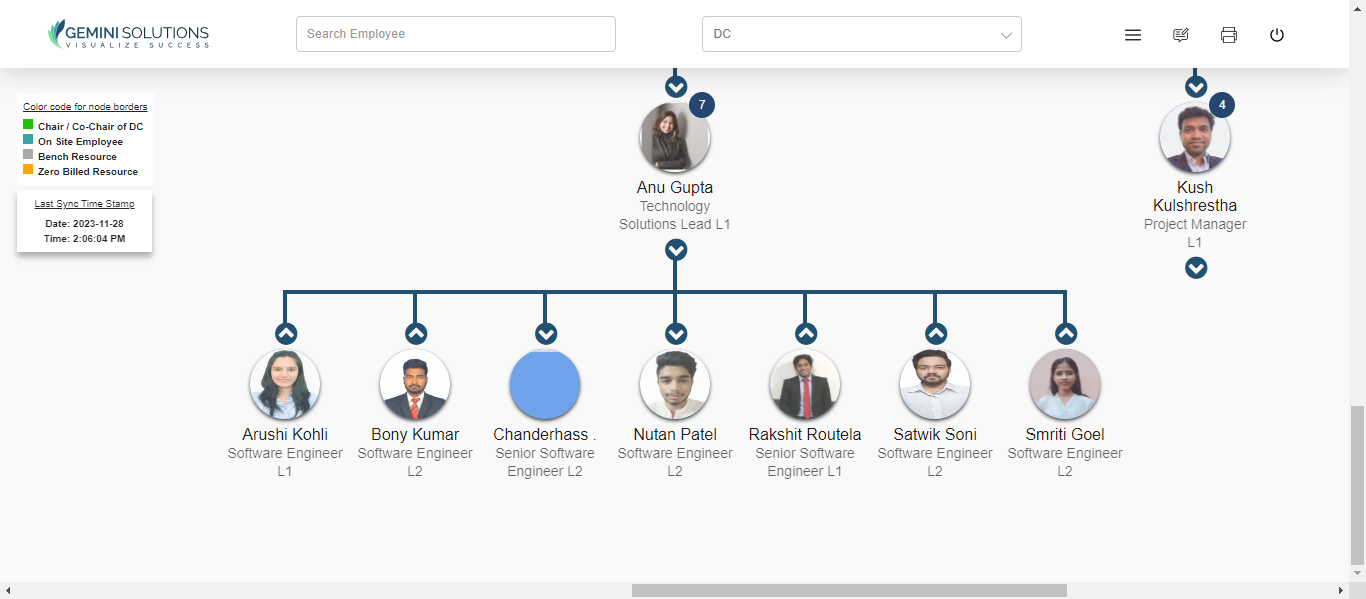 GEMINI SOLUTIONS
VISUALIZE SUCCESS
Search Employee
DC
Color code for node borders
Chair / Co-Chair of DC
On Site Employee
Bench Resource
Zero Billed Resource
Last Sync Time Stamp
Date: 2023-11-28
Time: 2:06:04 PM
7
Anu Gupta
Technology
Solutions Lead L1
4
Kush
Kulshrestha
Project Manager
L1
Arushi Kohli
Software Engineer
L1
Bony Kumar
Software Engineer
L2
Chanderhass .
Senior Software
Engineer L2
Nutan Patel
Software Engineer
L2
Rakshit Routela
Senior Software
Engineer L1
Satwik Soni
Software Engineer
L2
Smriti Goel
Software Engineer
L2